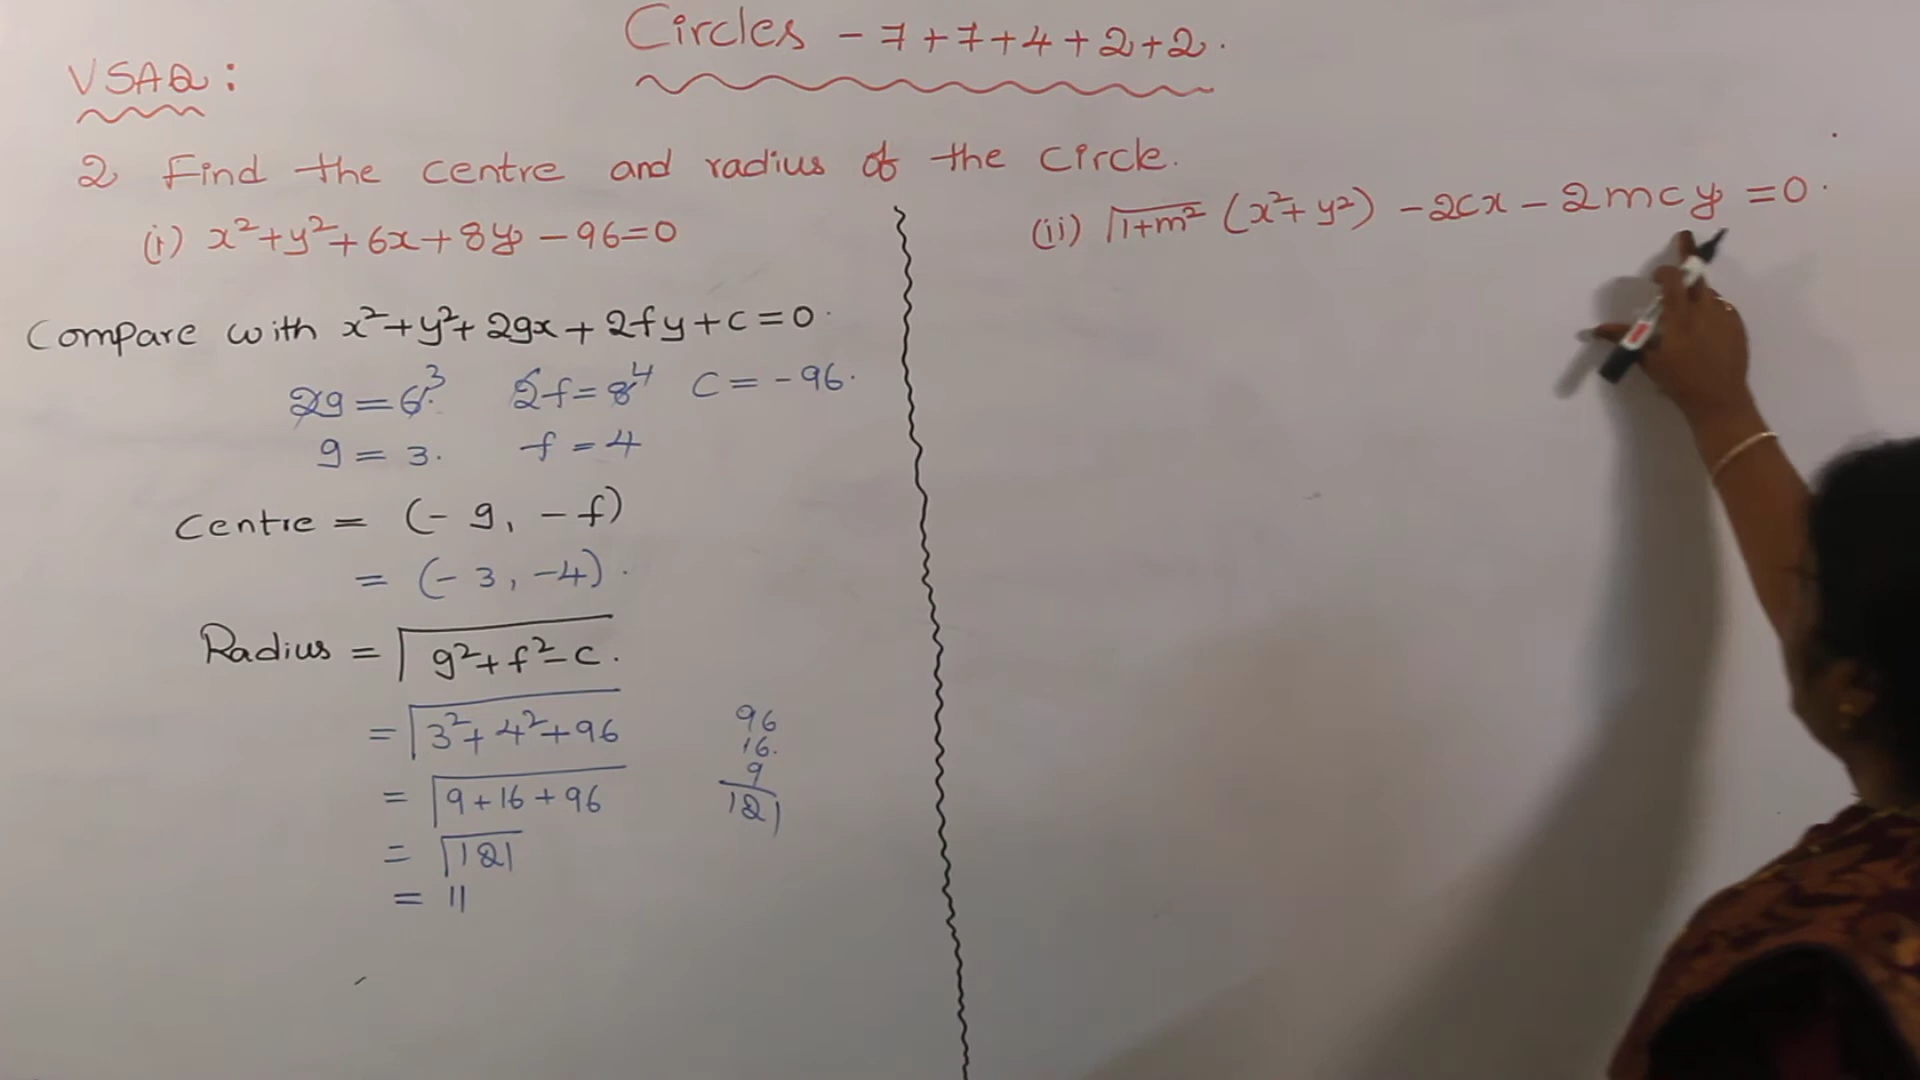 Circles - 7+7+4+2+2.
VSAQ:
2 Find the centre and radius of the circle.
(i) x²+y²+6x+8y-96=0
Compare with x²+y²+2gx+2fy+c=0.
2g=6 3 2f=8 4 c=-96.
g=3. f=4
Centre = (-g, -f)
= (-3, -4).
Radius = √g²+f²-c.
= √3²+4²+96
= √9+16+96
= √121
= 11
96
16.
9
121
(ii) √1+m² (x²+y²) -2cx - 2mcy =0.